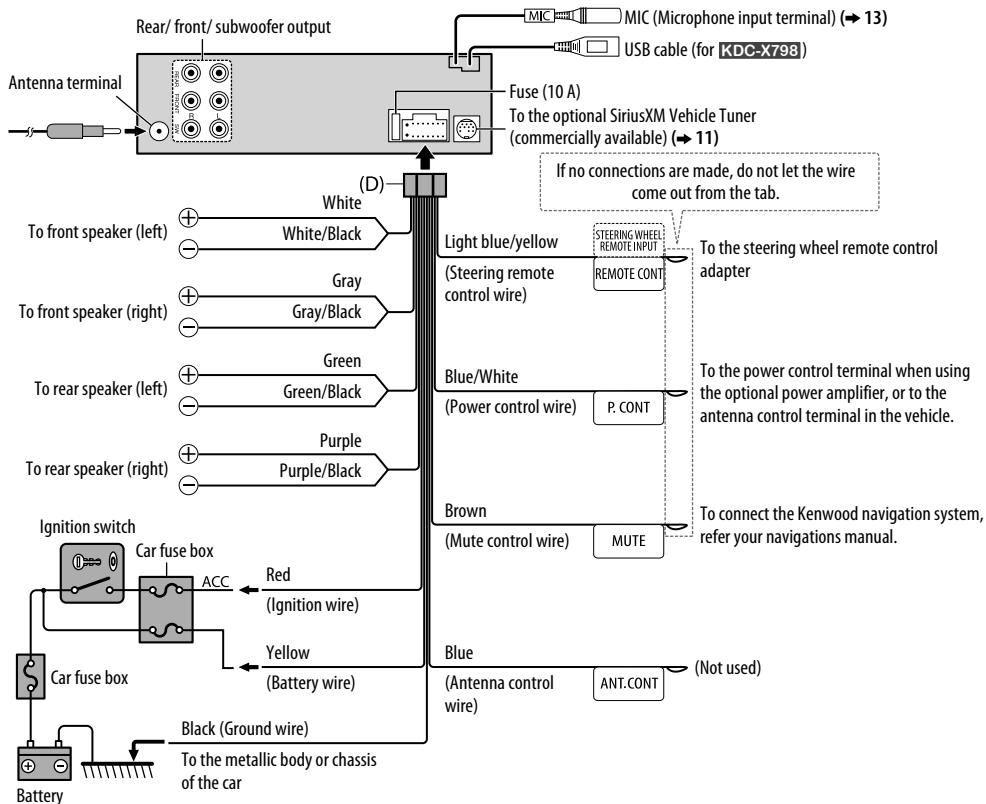 Rear/ front/ subwoofer output
MIC
MIC (Microphone input terminal) (➜ 13)
USB cable (for KDC-X798)
Antenna terminal
REAR
FRONT
SW
R
L
Fuse (10 A)
To the optional SiriusXM Vehicle Tuner
(commercially available) (➜ 11)
If no connections are made, do not let the wire
come out from the tab.
(D)
To front speaker (left)
White
White/Black
To front speaker (right)
Gray
Gray/Black
To rear speaker (left)
Green
Green/Black
To rear speaker (right)
Purple
Purple/Black
Light blue/yellow
(Steering remote
control wire)
STEERING WHEEL
REMOTE INPUT
REMOTE CONT
To the steering wheel remote control
adapter
Blue/White
(Power control wire)
P. CONT
To the power control terminal when using
the optional power amplifier, or to the
antenna control terminal in the vehicle.
Brown
(Mute control wire)
MUTE
To connect the Kenwood navigation system,
refer your navigations manual.
Ignition switch
Car fuse box
ACC
Red
(Ignition wire)
Car fuse box
Yellow
(Battery wire)
Blue
(Antenna control
wire)
ANT.CONT
(Not used)
Black (Ground wire)
To the metallic body or chassis
of the car
Battery